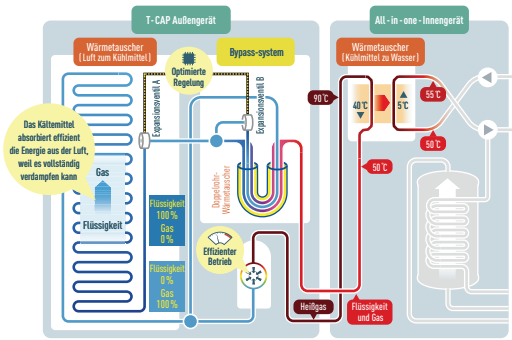 T-CAP Außengerät
All-in-one-Innengerät
Wärmetauscher
(Luft zum Kühlmittel)
Optimierte
Regelung
Bypass-system
Wärmetauscher
(Kühlmittel zu Wasser)
Expansionsventil A
Expansionsventil B
90°C
40°C
5°C
55°C
50°C
50°C
Das Kältemittel
absorbiert effizient
die Energie aus der Luft,
weil es vollständig
verdampfen kann
Gas
Flüssigkeit
Doppelrohr-
Wärmetauscher
Flüssigkeit
100%
Gas
0%
Flüssigkeit
0%
Gas
100%
Effizienter
Betrieb
Heißgas
Flüssigkeit
und Gas